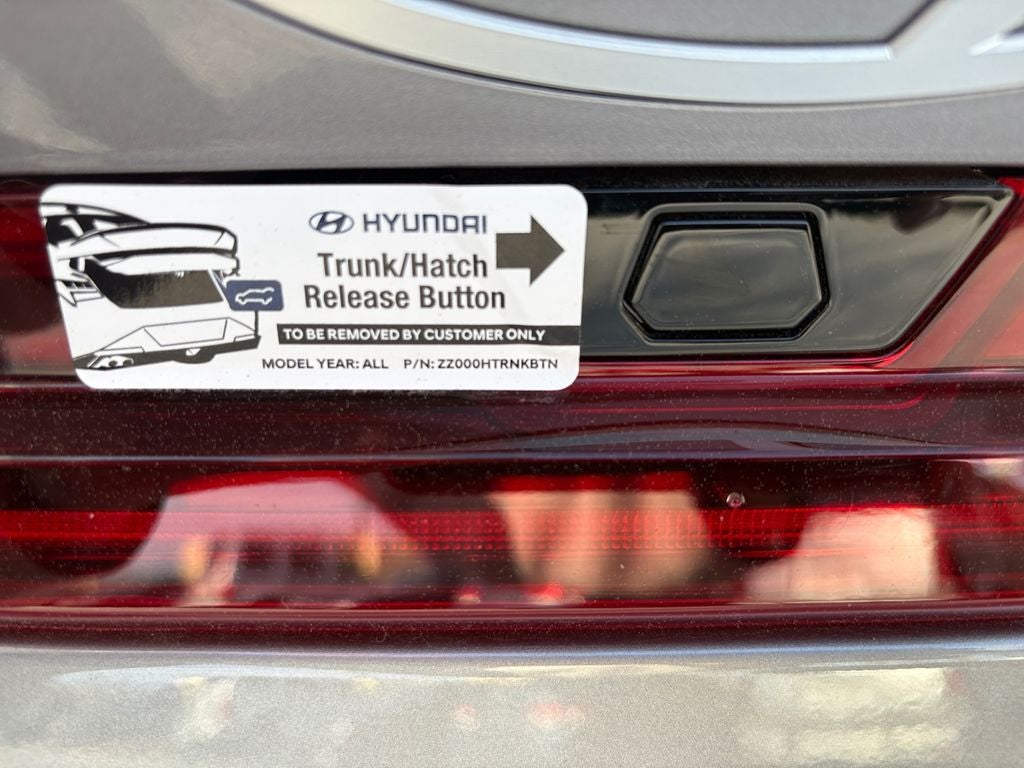 HYUNDAI
Trunk/Hatch
Release Button
TO BE REMOVED BY CUSTOMER ONLY
MODEL YEAR: ALL P/N: ZZ000HTRNKBTN